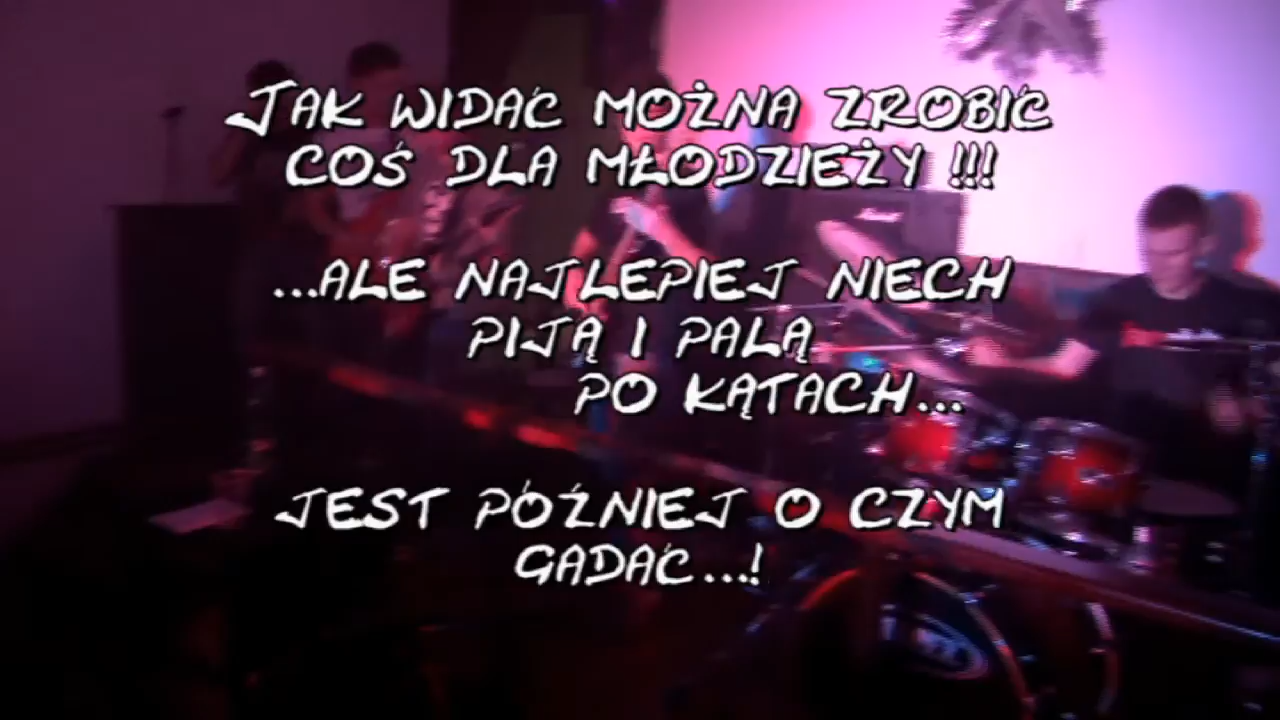 JAK WIDAĆ MOŻNA ZROBIĆ
COŚ DLA MŁODZIEŻY !!!
...ALE NAJLEPIEJ NIECH
PIJĄ I PALĄ
PO KĄTACH...
JEST PÓŹNIEJ O CZYM
GADAĆ...!